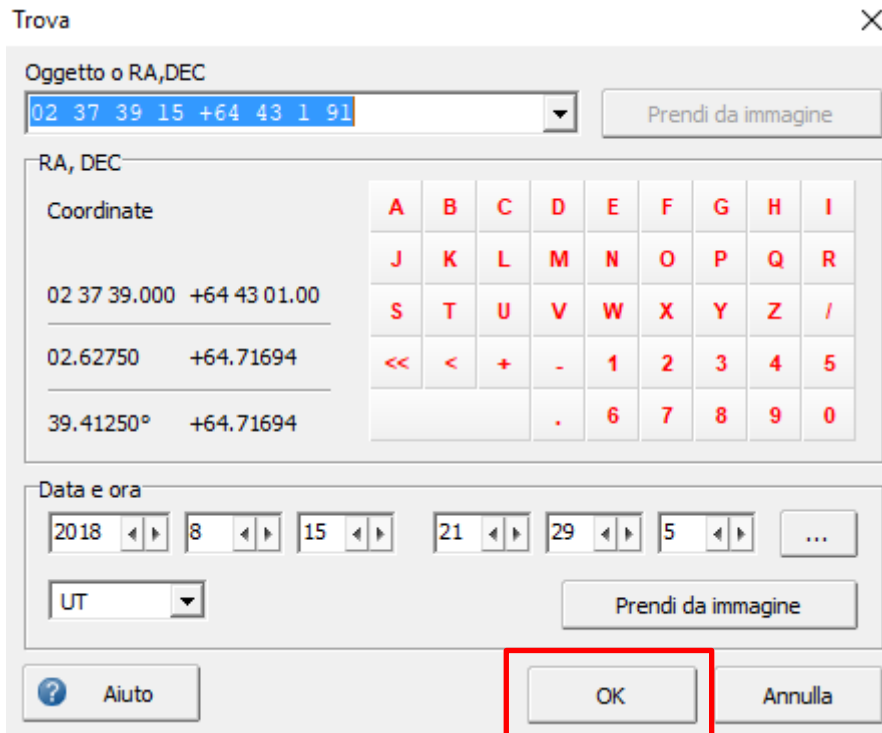 Trova
Oggetto o RA,DEC
02 37 39 15 +64 43 1 91
Prendi da immagine
RA, DEC
Coordinate
02 37 39.000 +64 43 01.00
02.62750 +64.71694
39.41250° +64.71694
A B C D E F G H I
J K L M N O P Q R
S T U V W X Y Z /
<< < + - 1 2 3 4 5
. 6 7 8 9 0
Data e ora
2018 8 15 21 29 5 ...
UT
Prendi da immagine
? Aiuto OK Annulla